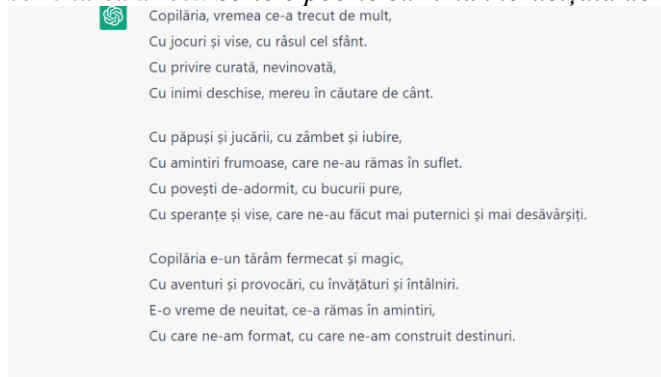 Copilăria, vremea ce-a trecut de mult,
Cu jocuri și vise, cu râsul cel sfânt.
Cu privire curată, nevinovată,
Cu inimi deschise, mereu în căutare de cânt.
Cu păpuși și jucării, cu zâmbet și iubire,
Cu amintiri frumoase, care ne-au rămas în suflet.
Cu povești de-adormit, cu bucurii pure,
Cu speranțe și vise, care ne-au făcut mai puternici și mai desăvârșiți.
Copilăria e-un tărâm fermecat și magic,
Cu aventuri și provocări, cu învățături și întâlniri.
E-o vreme de neuitat, ce-a rămas în amintiri,
Cu care ne-am format, cu care ne-am construit destinuri.